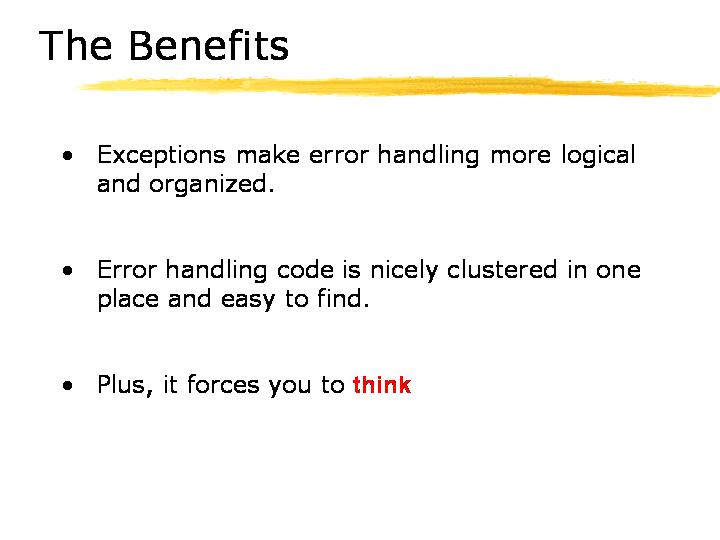 The Benefits
• Exceptions make error handling more logical
and organized.
• Error handling code is nicely clustered in one
place and easy to find.
• Plus, it forces you to think